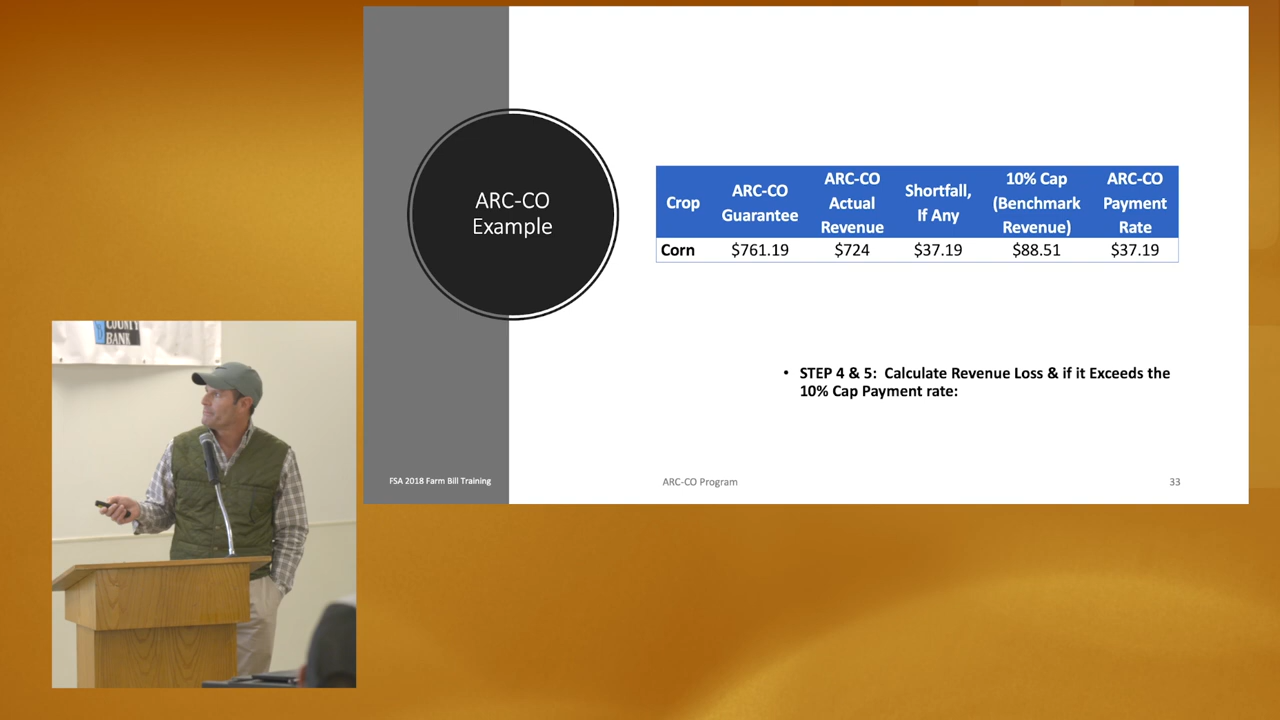 ARC-CO
Example
Crop
ARC-CO
Guarantee
ARC-CO
Actual
Revenue
Shortfall,
If Any
10% Cap
(Benchmark
Revenue)
ARC-CO
Payment
Rate
Corn $761.19 $724 $37.19 $88.51 $37.19
• STEP 4 & 5: Calculate Revenue Loss & if it Exceeds the
10% Cap Payment rate:
FSA 2018 Farm Bill Training
ARC-CO Program
33
COUNTY
BANK